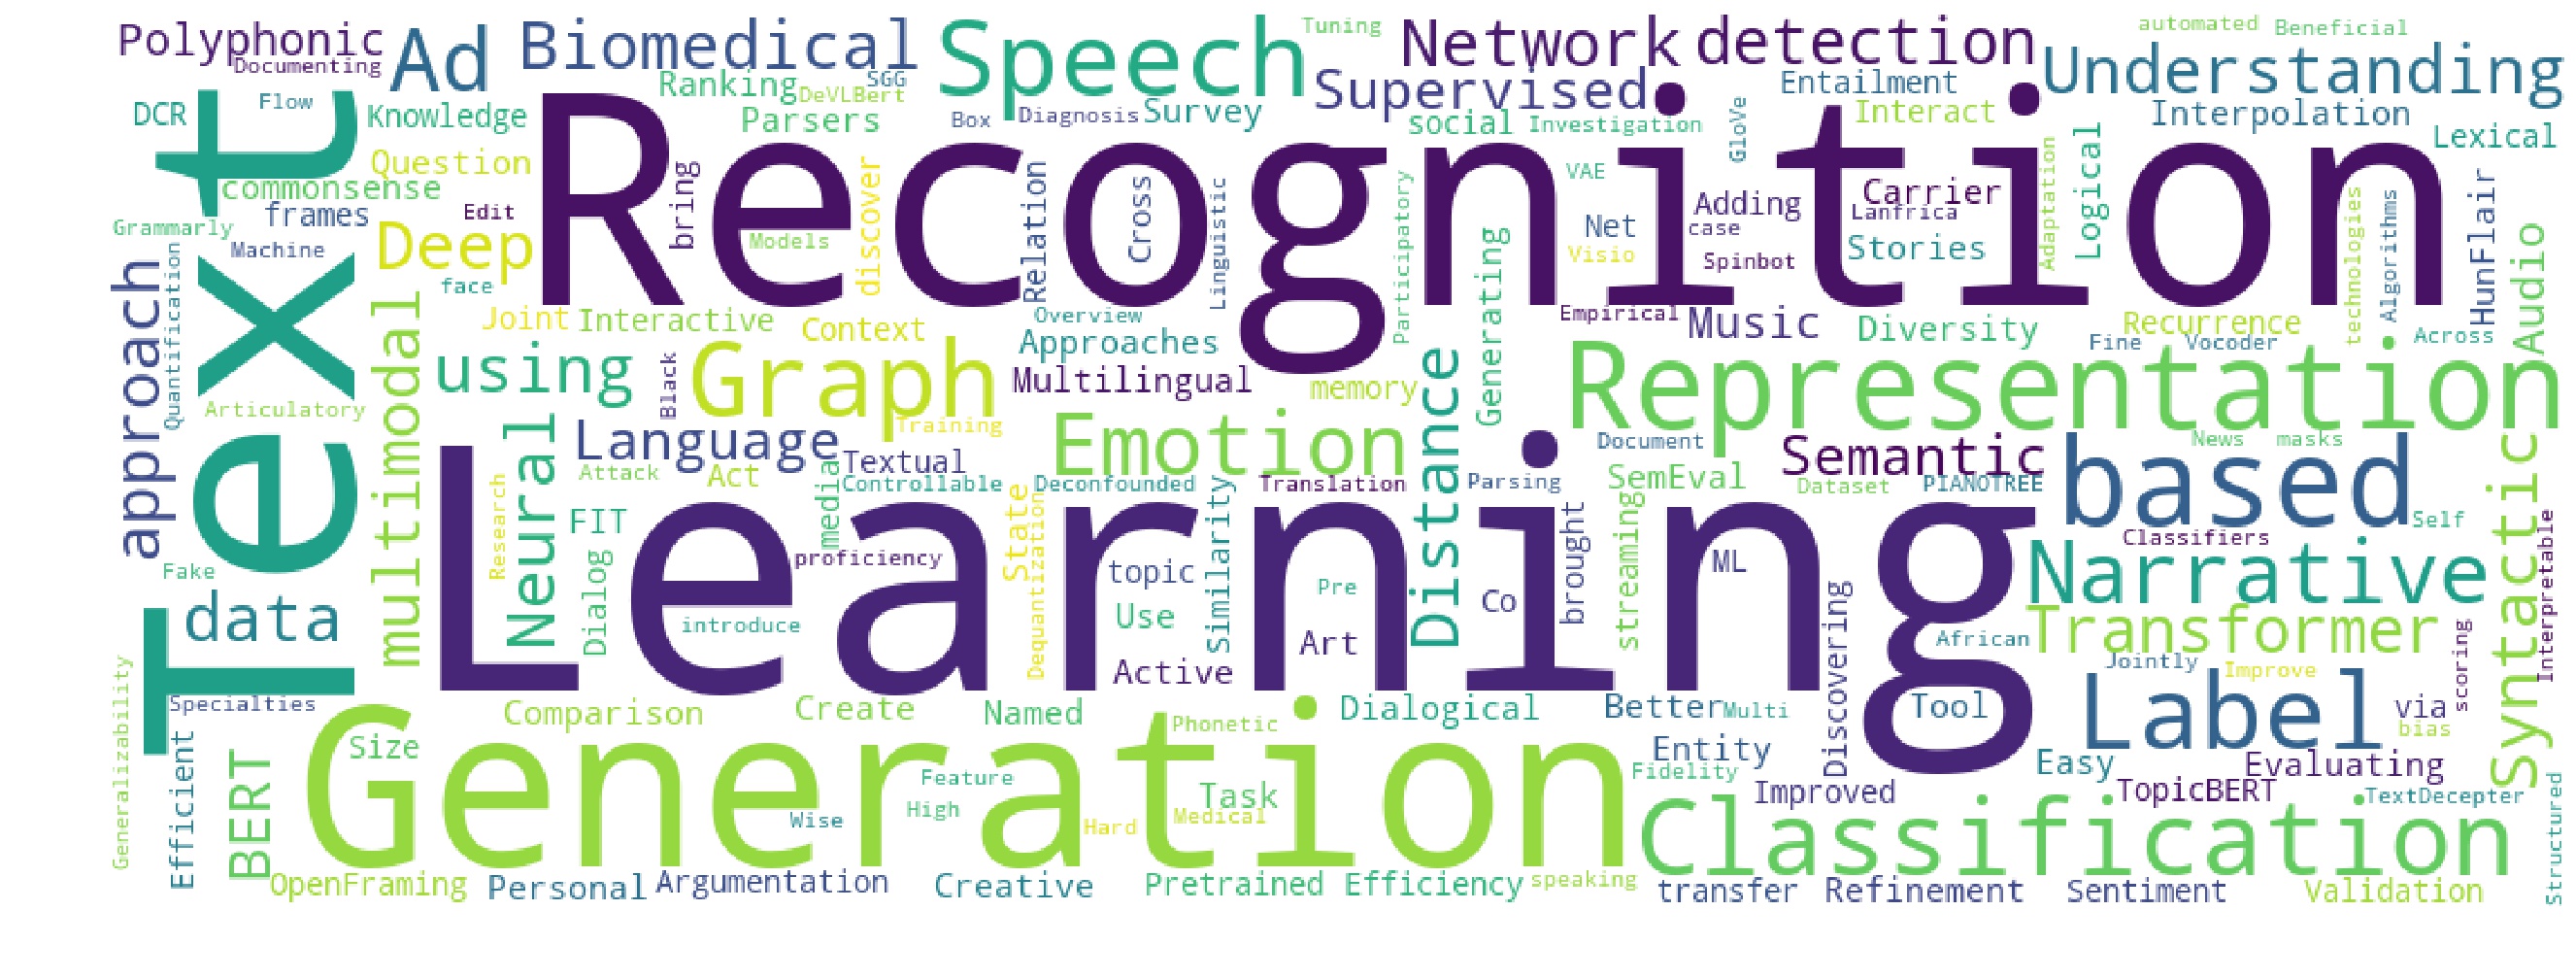 Polyphonic
Documenting
Ad
Biomedical
Speech
Tuning
Network
detection
automated
Beneficial
DCR
Flow
Knowledge
Ranking
SGG
DeVLBert
Parsers
Box
Diagnosis
Survey
Supervised
social
Investigation
Entailment
Interact
Understanding
Interpolation
Lexical
Text
Question
commonsense
frames
Grammarly
Machine
Edit
Deep
face
Recognition
bring
Models
discover
Relation
Cross
Linguistic
Participatory
Generating
VAE
Net
Visio
GloVe
Adding
case
Spinbot
Carrier
Lanfrica
Stories
Adaptation
Logical
technologies
Algorithms
HunFlair
Audio
approach
Quantification
Articulatory
multimodal
Joint
Interactive
Context
Overview
Approaches
Multilingual
Empirical
Music
Diversity
Recurrence
Fine
Vocoder
Across
using
Black
Graph
Training
memory
Distance
Representation
Neural
Language
Attack
Act
media
Textual
Controllable
Emotion
Deconfounded
Translation
Parsing
Document
SemEval
Semantic
Dataset
PIANOTREE
News
masks
based
Self
Syntactic
Interpretable
Fake
data
Research
FIT
Dialog
Learning
proficiency
introduce
State
Dequantization
topic
Use
Similarity
Active
Pre
Art
Co
brought
streaming
ML
Discovering
African
Tool
Classifiers
Narrative
Transformer
Jointly
Improve
scoring
Label
via
bias
Generalizability
Specialties
Efficient
BERT
Size
Comparison
Create
Named
Phonetic
Dialogical
Better
Multi
Entity
Fidelity
Improved
Easy
Evaluating
TopicBERT
TextDecepter
Structured
Generation
Feature
High
Wise
Task
Medical
Hard
Classification
OpenFraming
Personal
Argumentation
Creative
Pretrained
Efficiency
speaking
transfer
Refinement
Sentiment
Validation